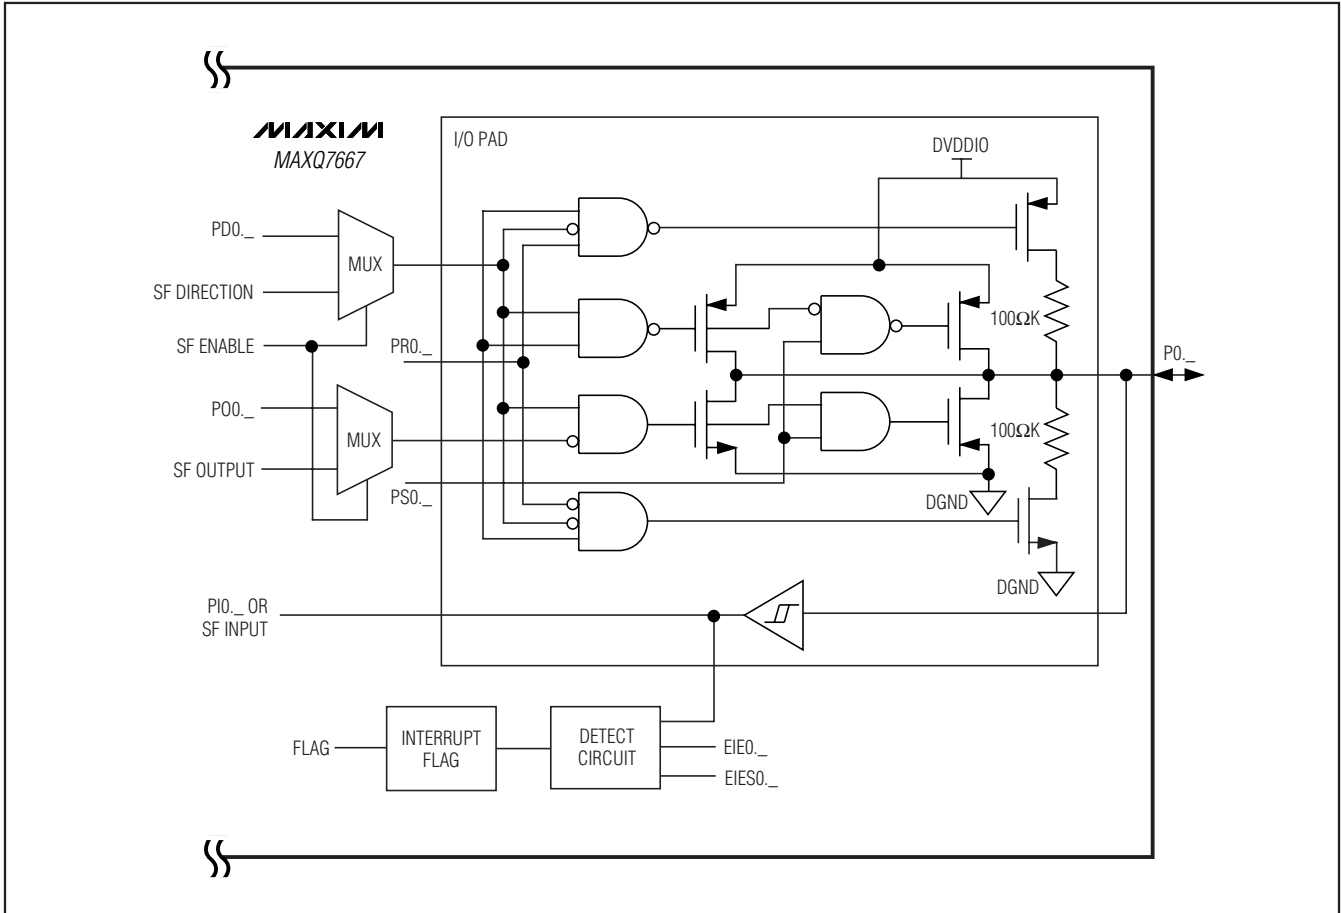 MAXIM
MAXQ7667
I/O PAD
DVDDIO
PD0._
MUX
SF DIRECTION
100ΩK
SF ENABLE
PR0._
P0._
PO0._
MUX
100ΩK
SF OUTPUT
PS0._
DGND
DGND
PI0._ OR
SF INPUT
FLAG
INTERRUPT
FLAG
DETECT
CIRCUIT
EIE0._
EIES0._